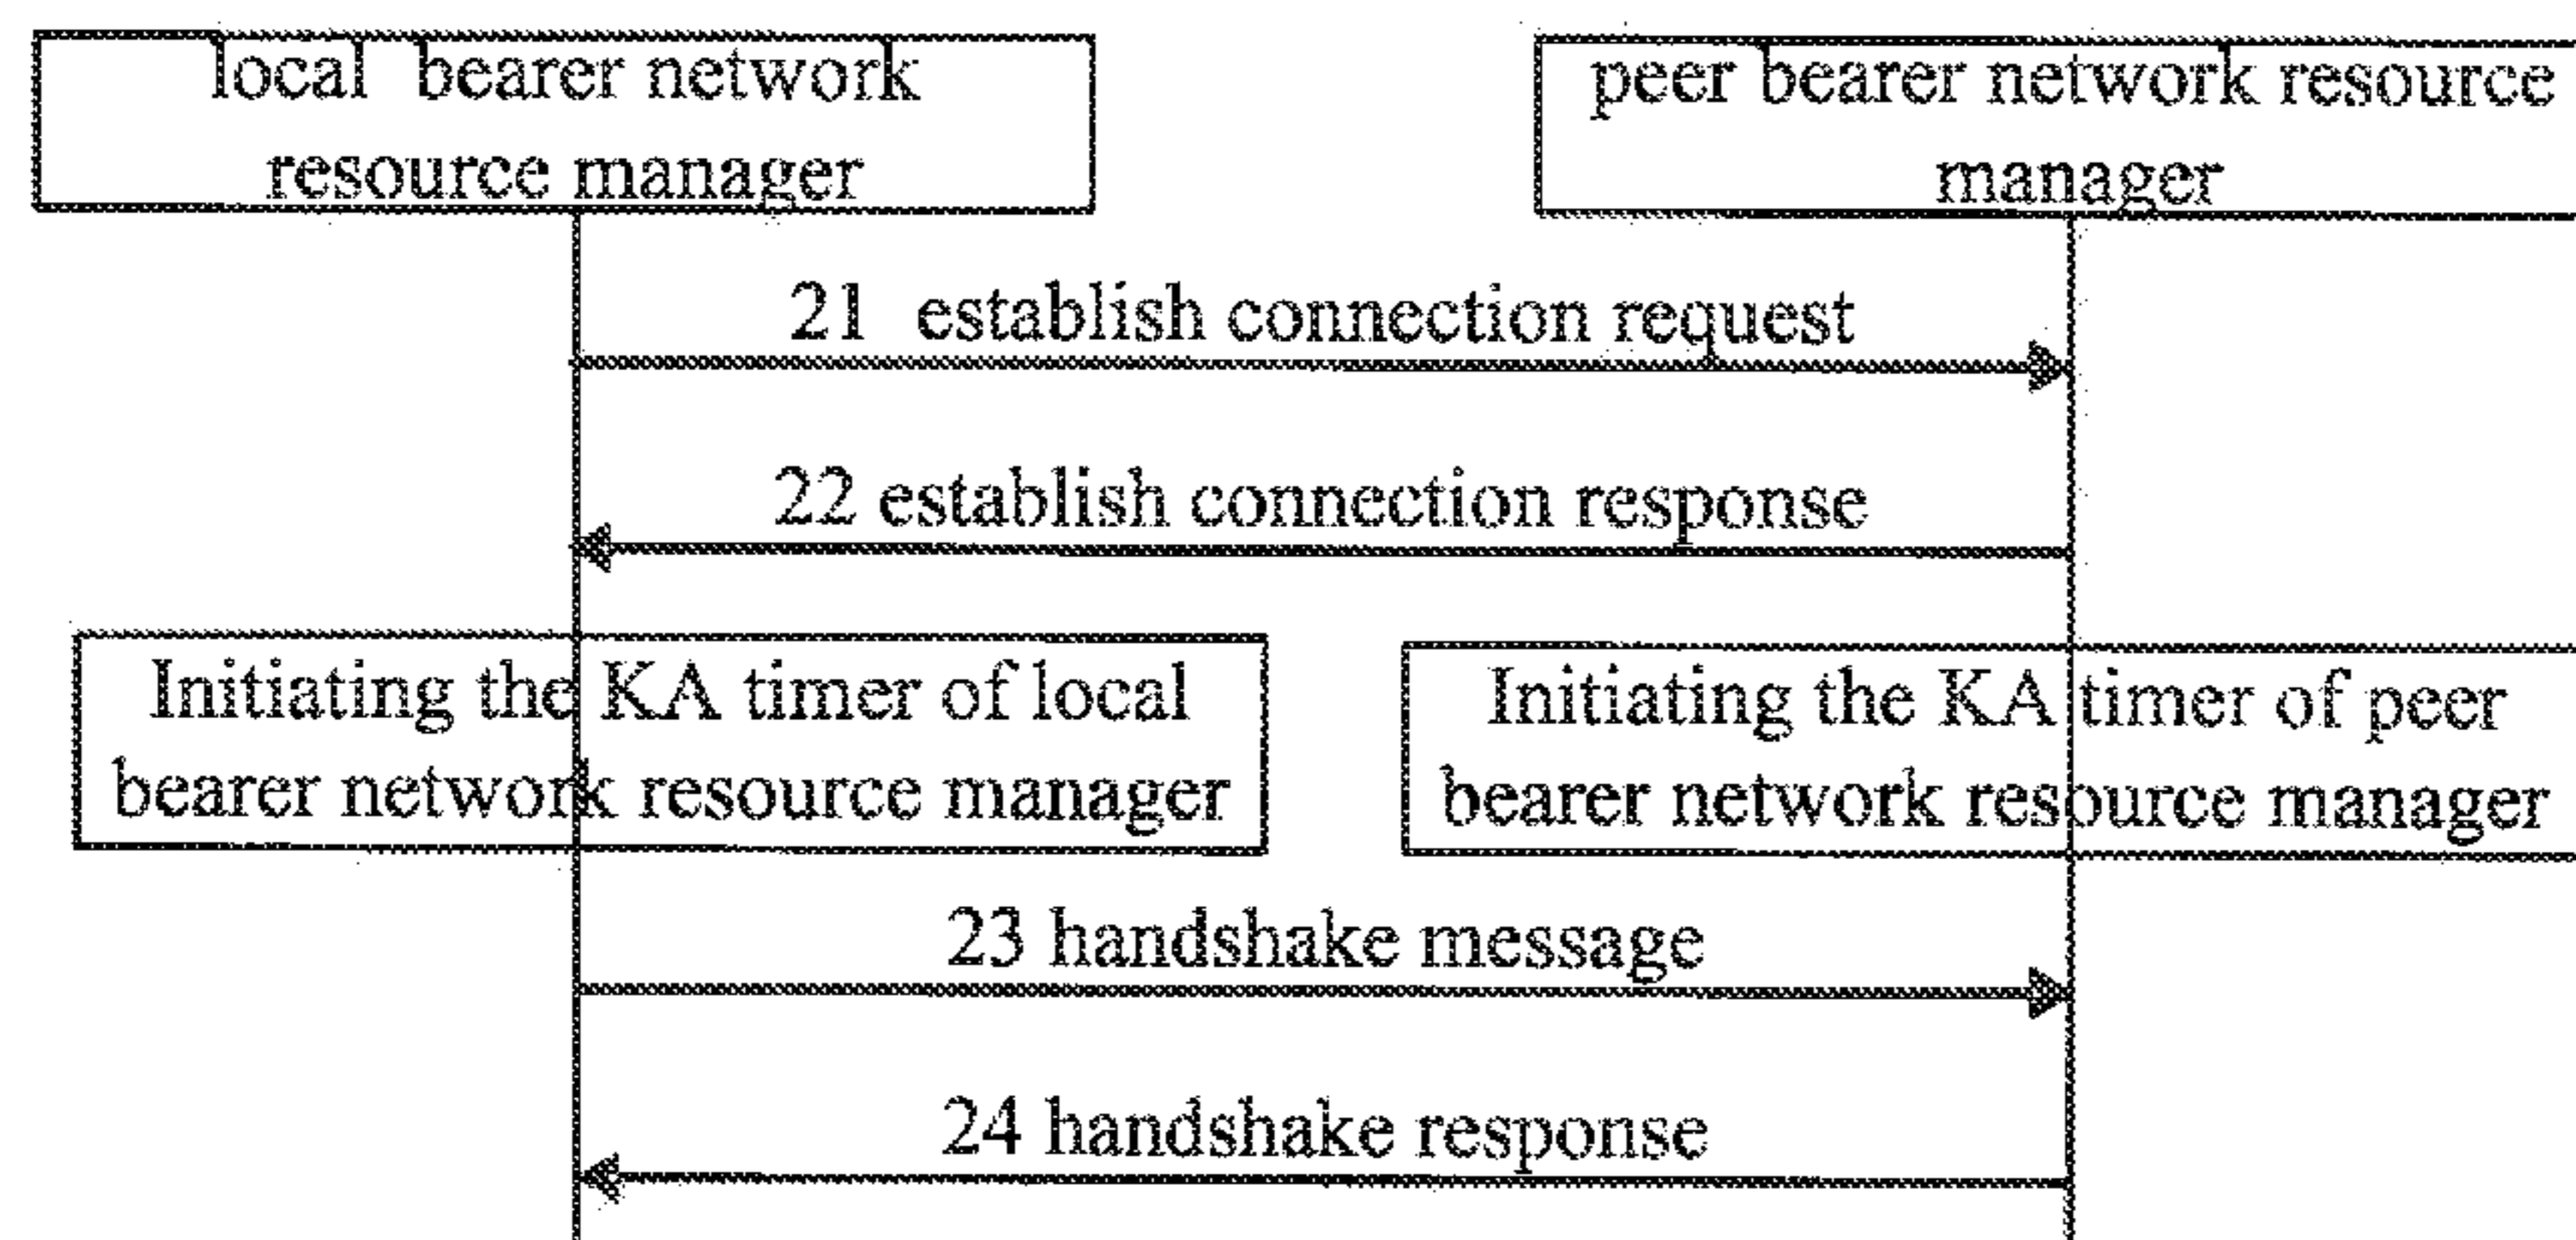 local bearer network
resource manager
peer bearer network resource
manager
21 establish connection request
22 establish connection response
Initiating the KA timer of local
bearer network resource manager
Initiating the KA timer of peer
bearer network resource manager
23 handshake message
24 handshake response